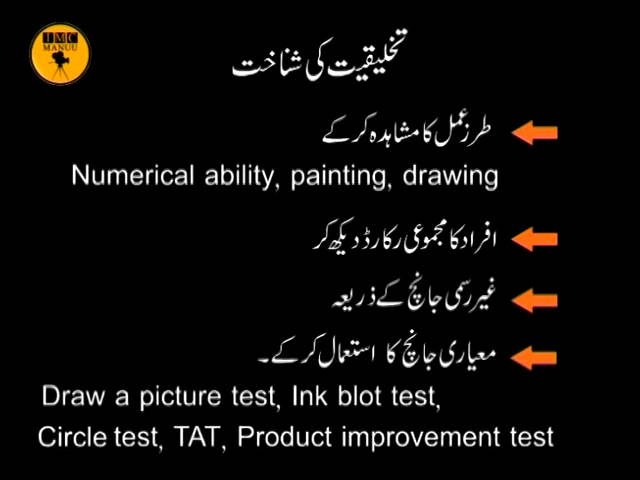 IMC
MANUU
تخلیقیت کی شناخت
طرز عمل کا مشاہدہ کرکے
Numerical ability, painting, drawing
افراد کا مجموعی رکارڈ دیکھ کر
غیر رسمی جانچ کے ذریعہ
معیاری جانچ کا استعمال کرکے۔
Draw a picture test, Ink blot test,
Circle test, TAT, Product improvement test